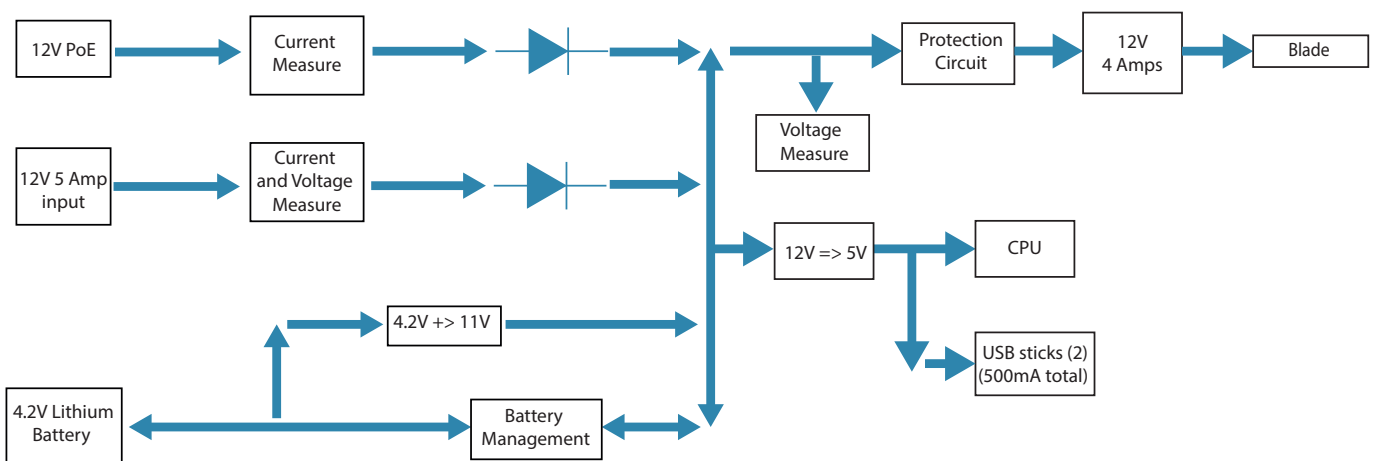 12V PoE
Current
Measure
Protection
Circuit
12V
4 Amps
Blade
Voltage
Measure
12V 5 Amp
input
Current
and Voltage
Measure
12V => 5V
CPU
4.2V +> 11V
USB sticks (2)
(500mA total)
4.2V Lithium
Battery
Battery
Management